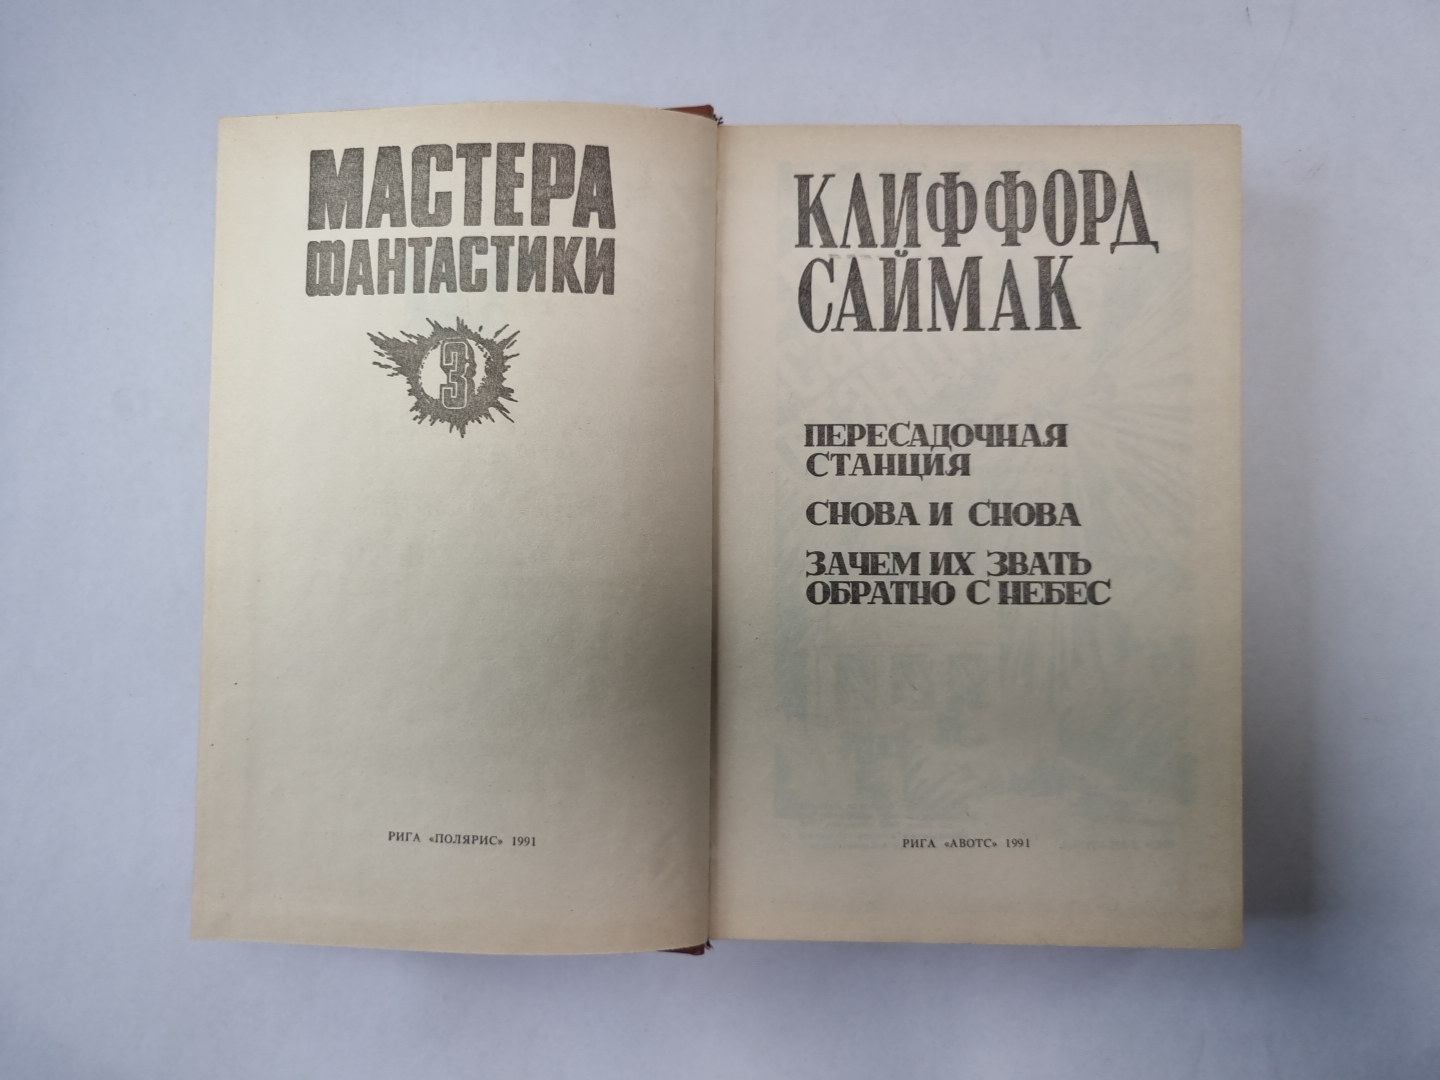 МАСТЕРА
ФАНТАСТИКИ
3
РИГА «ПОЛЯРИС» 1991
КЛИФФОРД
САЙМАК
ПЕРЕСАДОЧНАЯ
СТАНЦИЯ
СНОВА И СНОВА
ЗАЧЕМ ИХ ЗВАТЬ
ОБРАТНО С НЕБЕС
РИГА «АВОТС» 1991